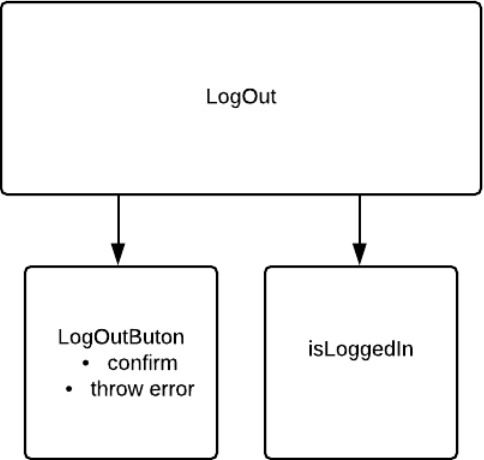 LogOut
LogOutButon
• confirm
• throw error
isLoggedIn